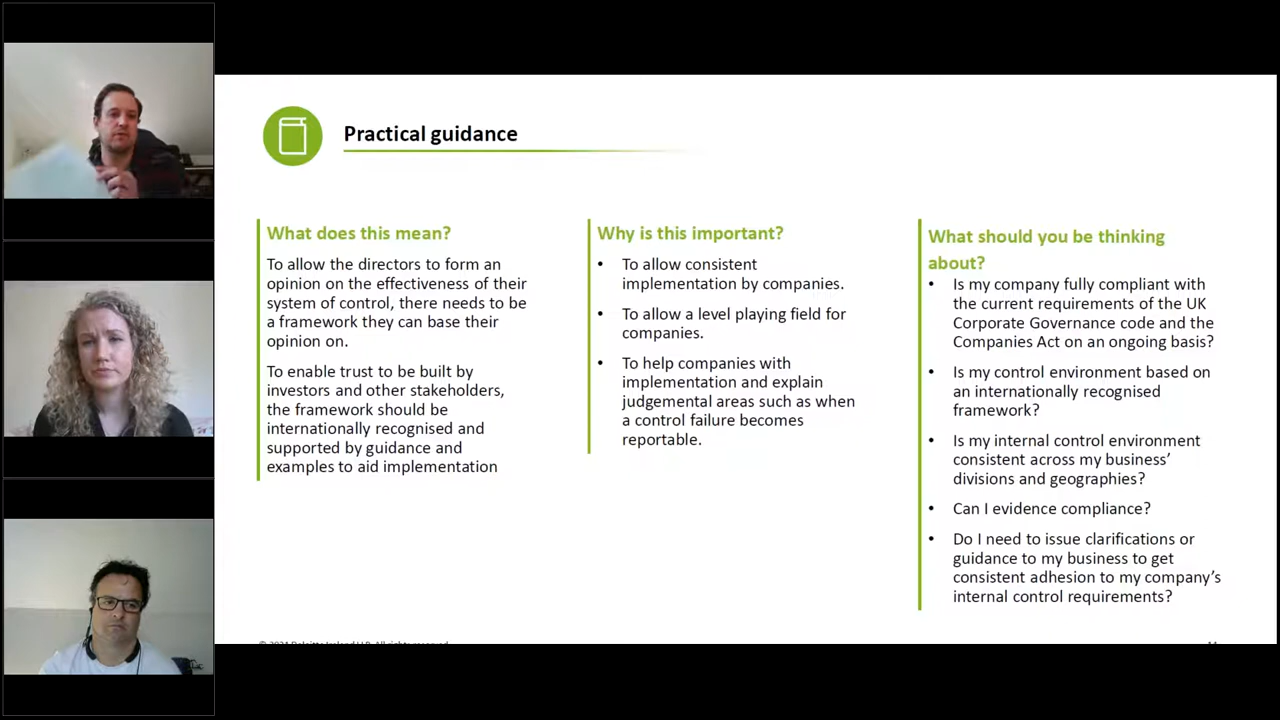 Practical guidance
What does this mean?
To allow the directors to form an
opinion on the effectiveness of their
system of control, there needs to be
a framework they can base their
opinion on.
To enable trust to be built by
investors and other stakeholders,
the framework should be
internationally recognised and
supported by guidance and
examples to aid implementation
Why is this important?
• To allow consistent
implementation by companies.
• To allow a level playing field for
companies.
• To help companies with
implementation and explain
judgemental areas such as when
a control failure becomes
reportable.
What should you be thinking
about?
• Is my company fully compliant with
the current requirements of the UK
Corporate Governance code and the
Companies Act on an ongoing basis?
• Is my control environment based on
an internationally recognised
framework?
• Is my internal control environment
consistent across my business’
divisions and geographies?
• Can I evidence compliance?
• Do I need to issue clarifications or
guidance to my business to get
consistent adhesion to my company’s
internal control requirements?
© 2021 Deloitte Ireland LLP. All rights reserved